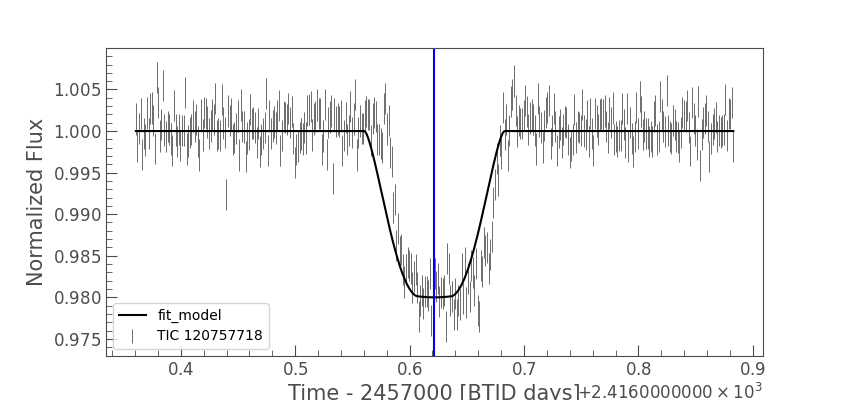 Normalized Flux
1.005
1.000
0.995
0.990
0.985
0.980
0.975
fit_model
TIC 120757718
0.4 0.5 0.6 0.7 0.8 0.9
Time - 2457000 [BTJD days]
+2.4160000000 × 10³